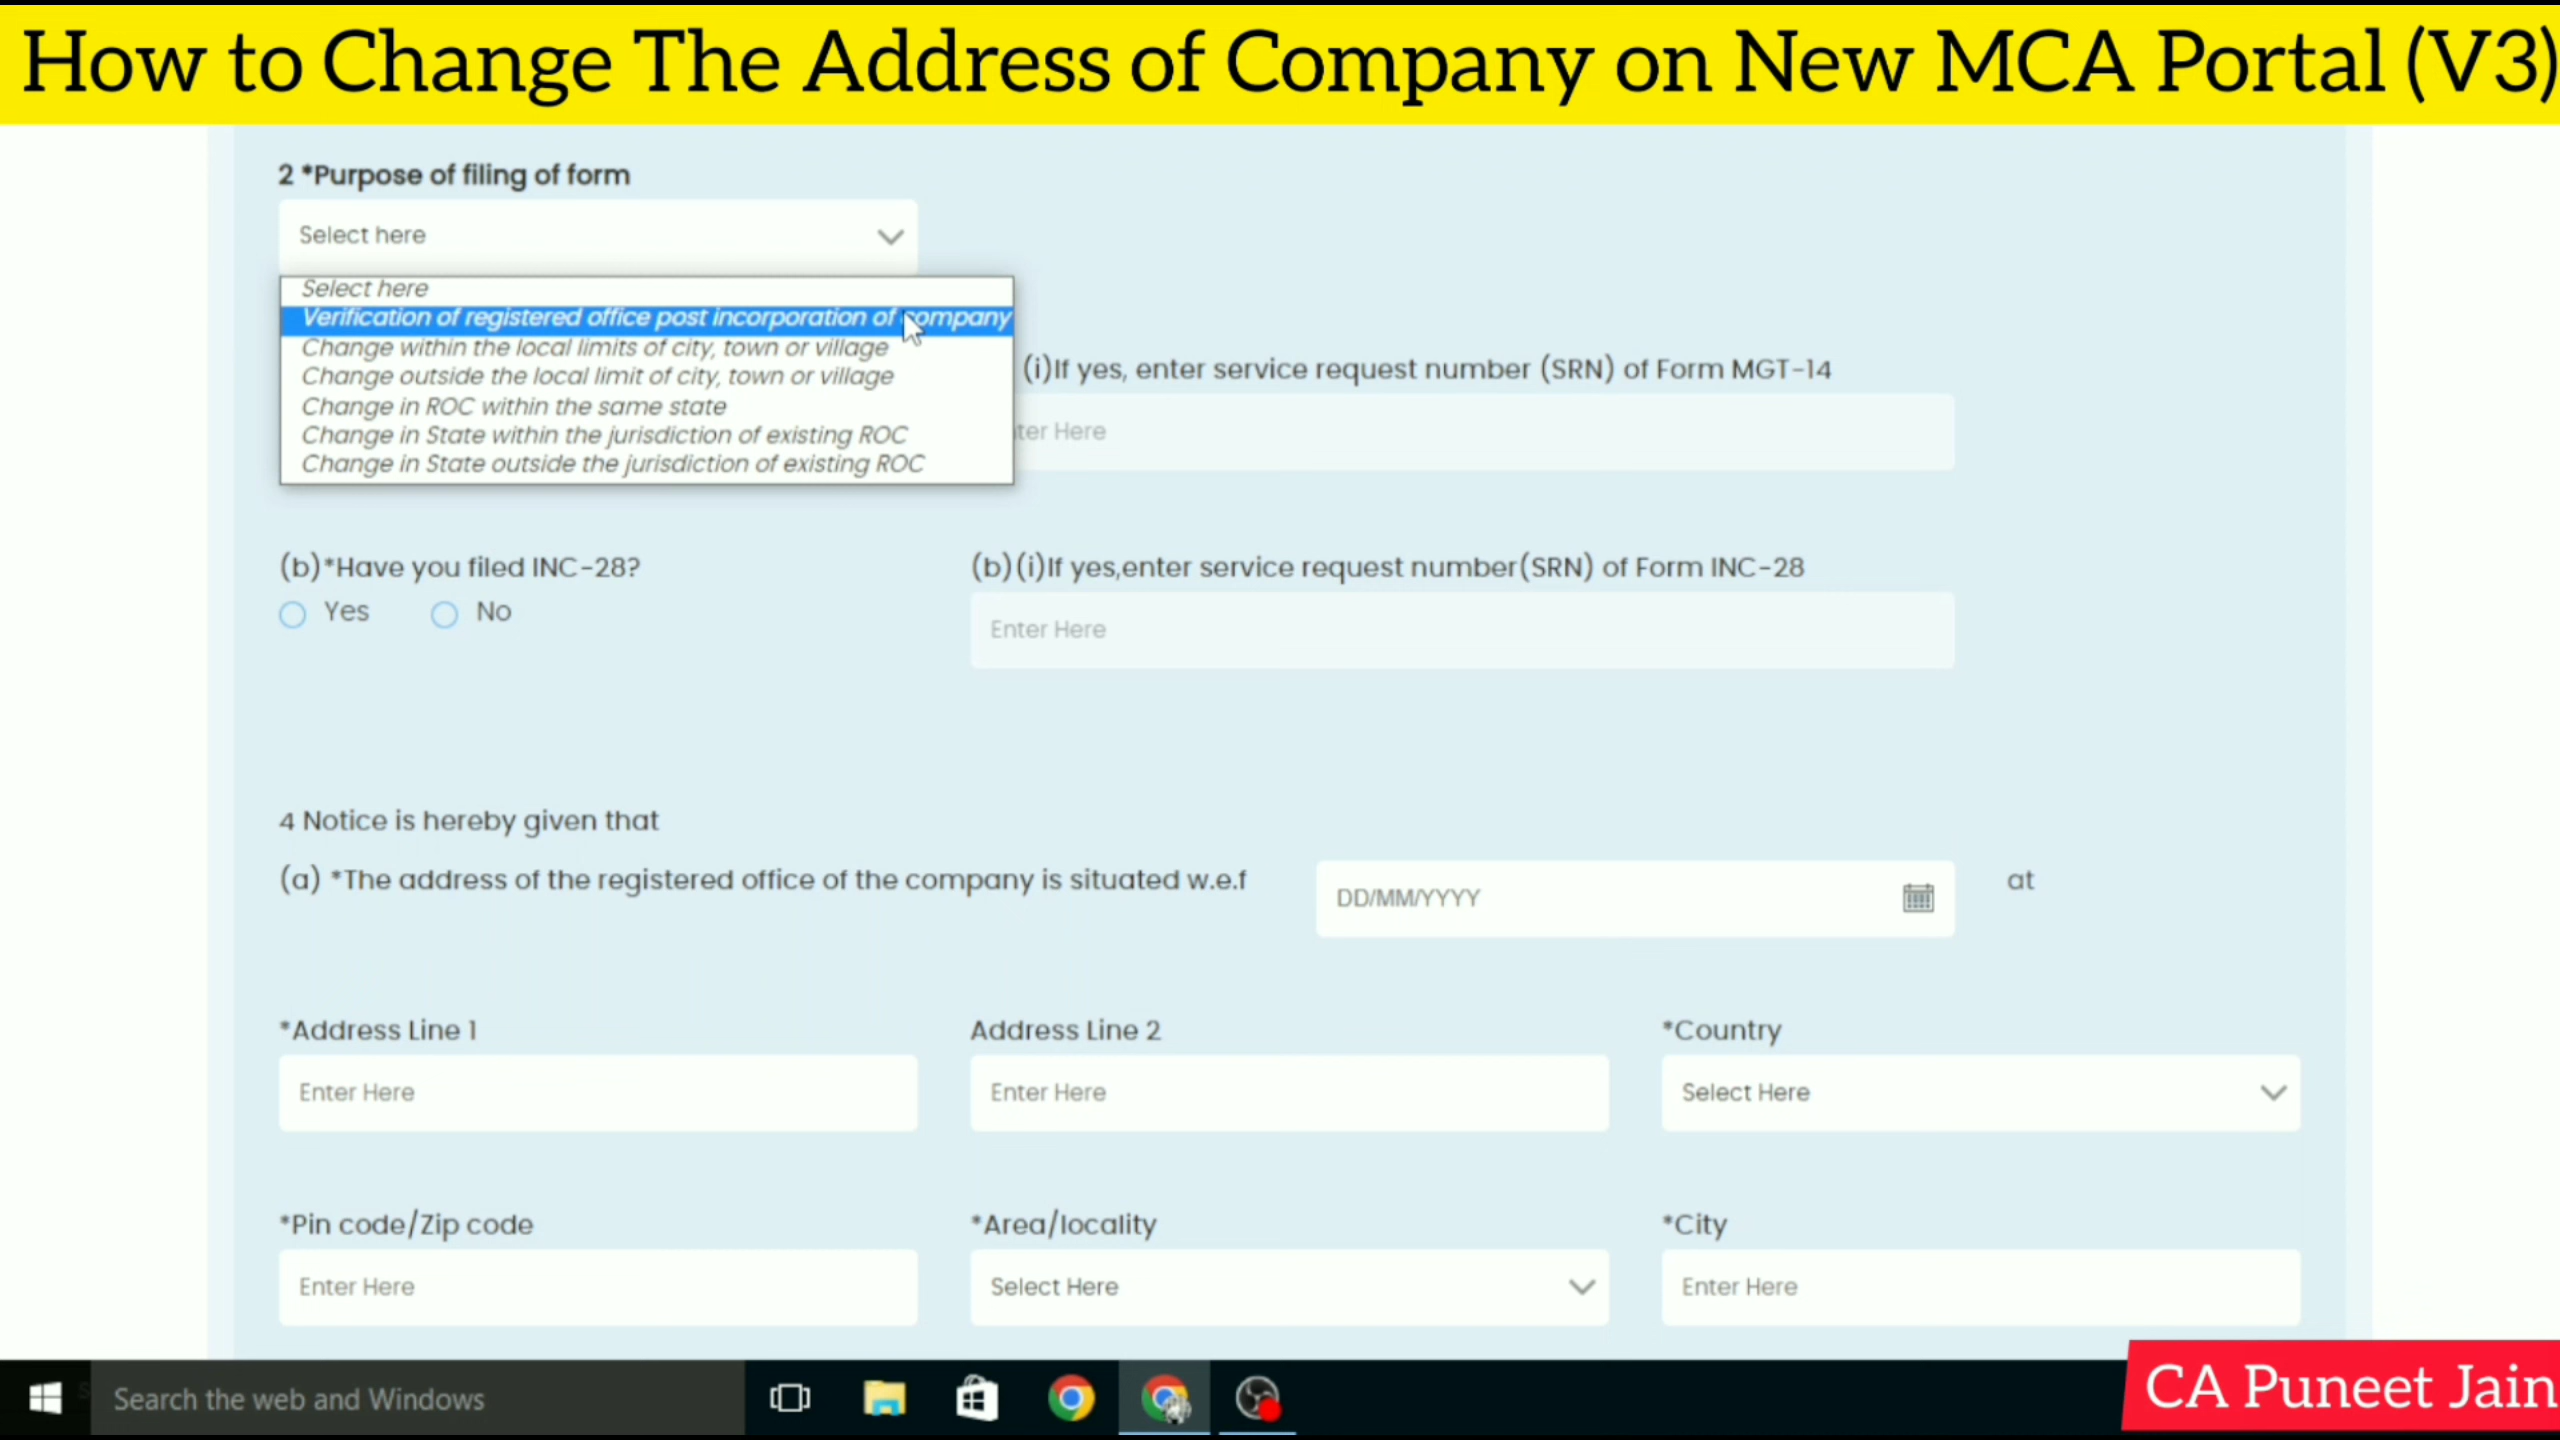 How to Change The Address of Company on New MCA Portal (V3)
2 *Purpose of filing of form
Select here
Select here
Verification of registered office post incorporation of company
Change within the local limits of city, town or village
Change outside the local limit of city, town or village
Change in ROC within the same state
Change in State within the jurisdiction of existing ROC
Change in State outside the jurisdiction of existing ROC
(i)If yes, enter service request number (SRN) of Form MGT-14
ter Here
(b)*Have you filed INC-28?
Yes No
(b)(i)If yes,enter service request number(SRN) of Form INC-28
Enter Here
4 Notice is hereby given that
(a) *The address of the registered office of the company is situated w.e.f
DD/MM/YYYY
at
*Address Line 1
Enter Here
Address Line 2
Enter Here
*Country
Select Here
*Pin code/Zip code
Enter Here
*Area/locality
Select Here
*City
Enter Here
Search the web and Windows
CA Puneet Jain